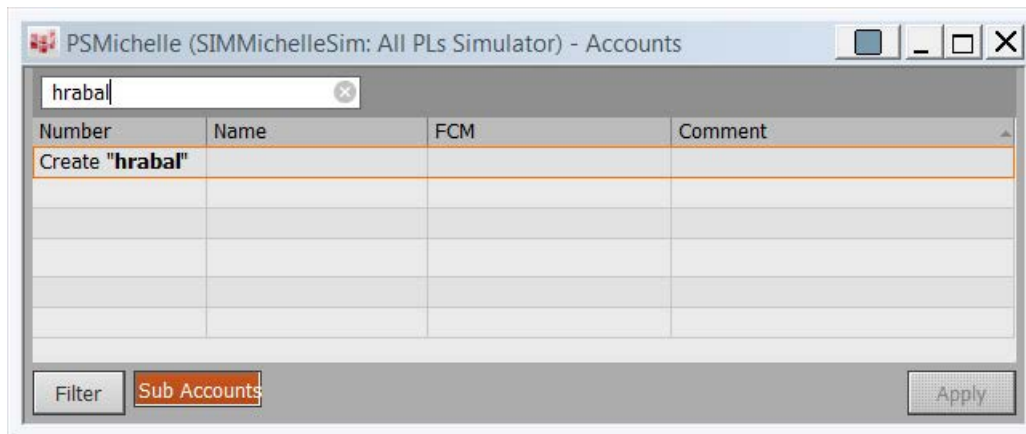 PSMichelle (SIMMichelleSim: All PLs Simulator) - Accounts
hrabal
Number Name FCM Comment
Create "hrabal"
Filter Sub Accounts Apply